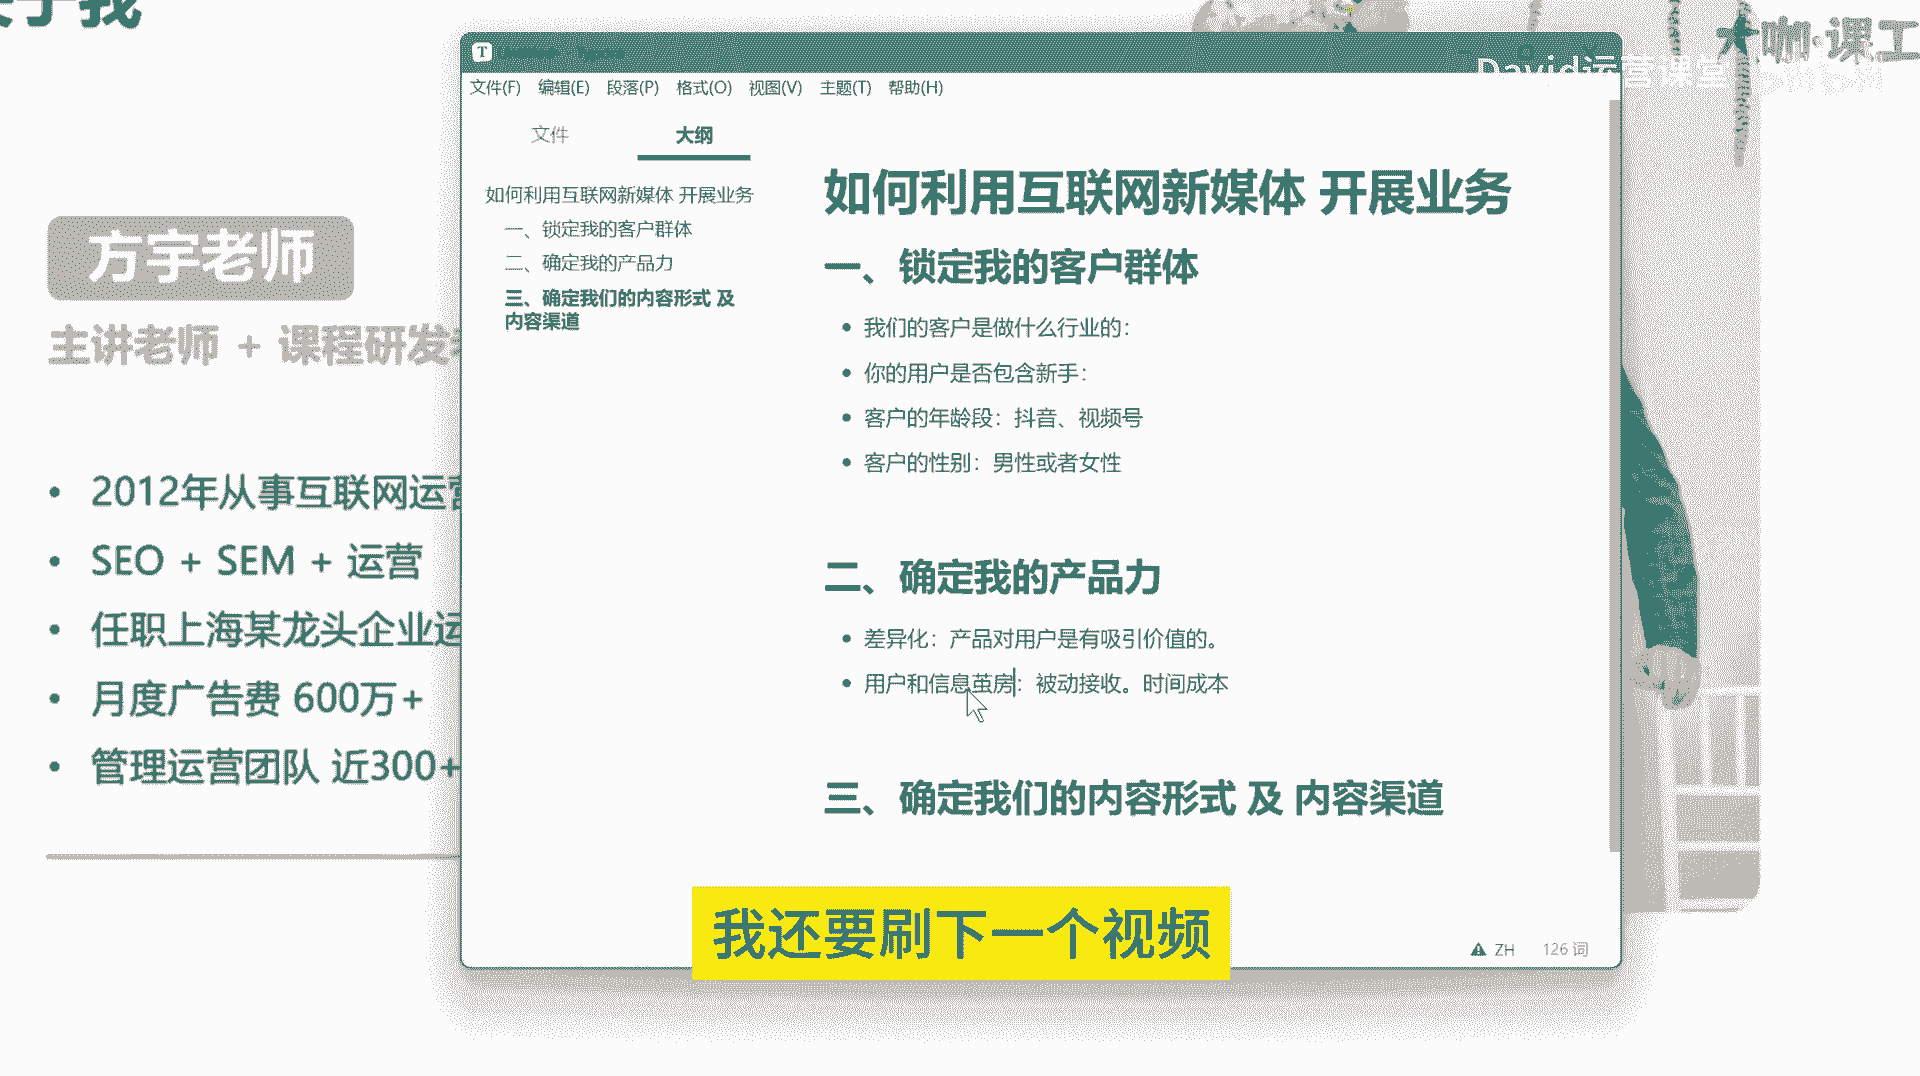 关于我
大咖·课工
David运营课堂
方宇老师
主讲老师 + 课程研发
2012年从事互联网运营
SEO + SEM + 运营
任职上海某龙头企业运
月度广告费 600万+
管理运营团队 近300+
T
文件(F) 编辑(E) 段落(P) 格式(O) 视图(V) 主题(T) 帮助(H)
文件 大纲
如何利用互联网新媒体 开展业务
一、锁定我的客户群体
二、确定我的产品力
三、确定我们的内容形式 及
内容渠道
如何利用互联网新媒体 开展业务
一、锁定我的客户群体
我们的客户是做什么行业的：
你的用户是否包含新手：
客户的年龄段：抖音、视频号
客户的性别：男性或者女性
二、确定我的产品力
差异化：产品对用户是有吸引价值的。
用户和信息茧房：被动接收。时间成本
三、确定我们的内容形式 及 内容渠道
ZH 126 词
我还要刷下一个视频